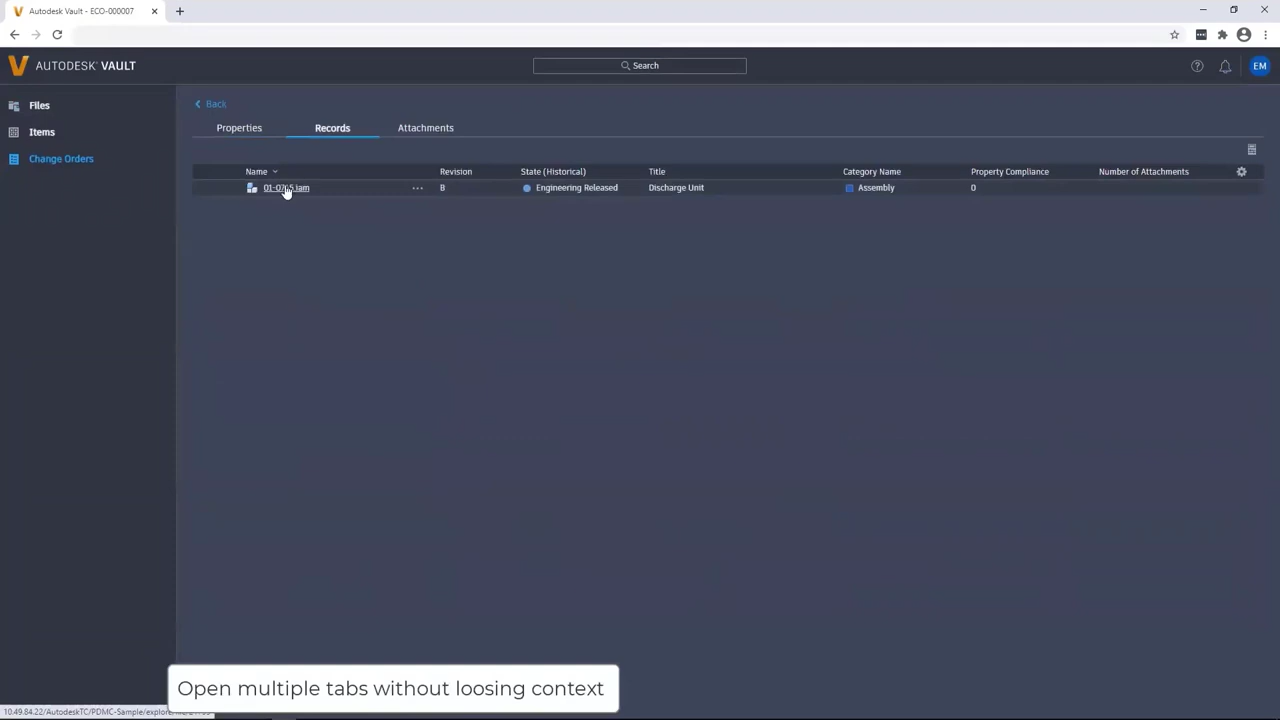 Autodesk Vault - ECO-000007
AUTODESK® VAULT
Search
EM
Files
Items
Change Orders
Back
Properties Records Attachments
Name Revision State (Historical) Title Category Name Property Compliance Number of Attachments
B Engineering Released Discharge Unit Assembly 0
Open multiple tabs without loosing context